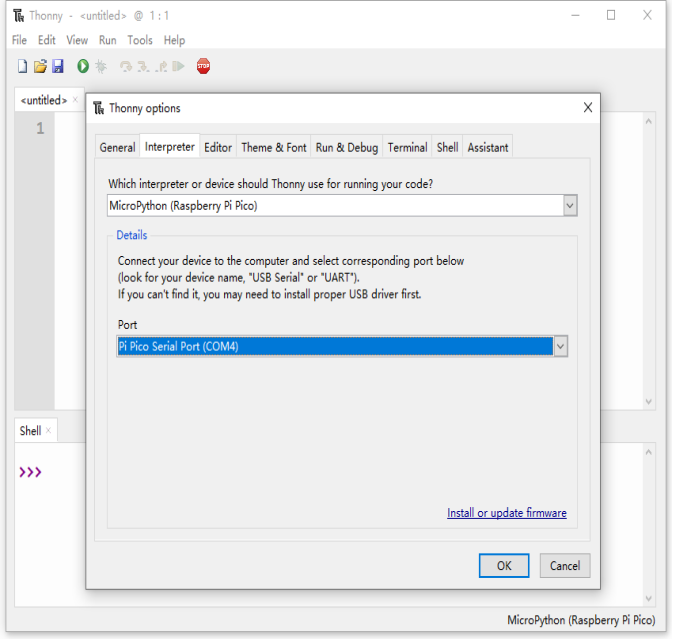 Thonny - <untitled> @ 1 : 1
File Edit View Run Tools Help
STOP
<untitled> ×
1
Thonny options
General Interpreter Editor Theme & Font Run & Debug Terminal Shell Assistant
Which interpreter or device should Thonny use for running your code?
MicroPython (Raspberry Pi Pico)
Details
Connect your device to the computer and select corresponding port below
(look for your device name, "USB Serial" or "UART").
If you can't find it, you may need to install proper USB driver first.
Port
Pi Pico Serial Port (COM4)
Shell ×
>>>
Install or update firmware
OK Cancel
MicroPython (Raspberry Pi Pico)